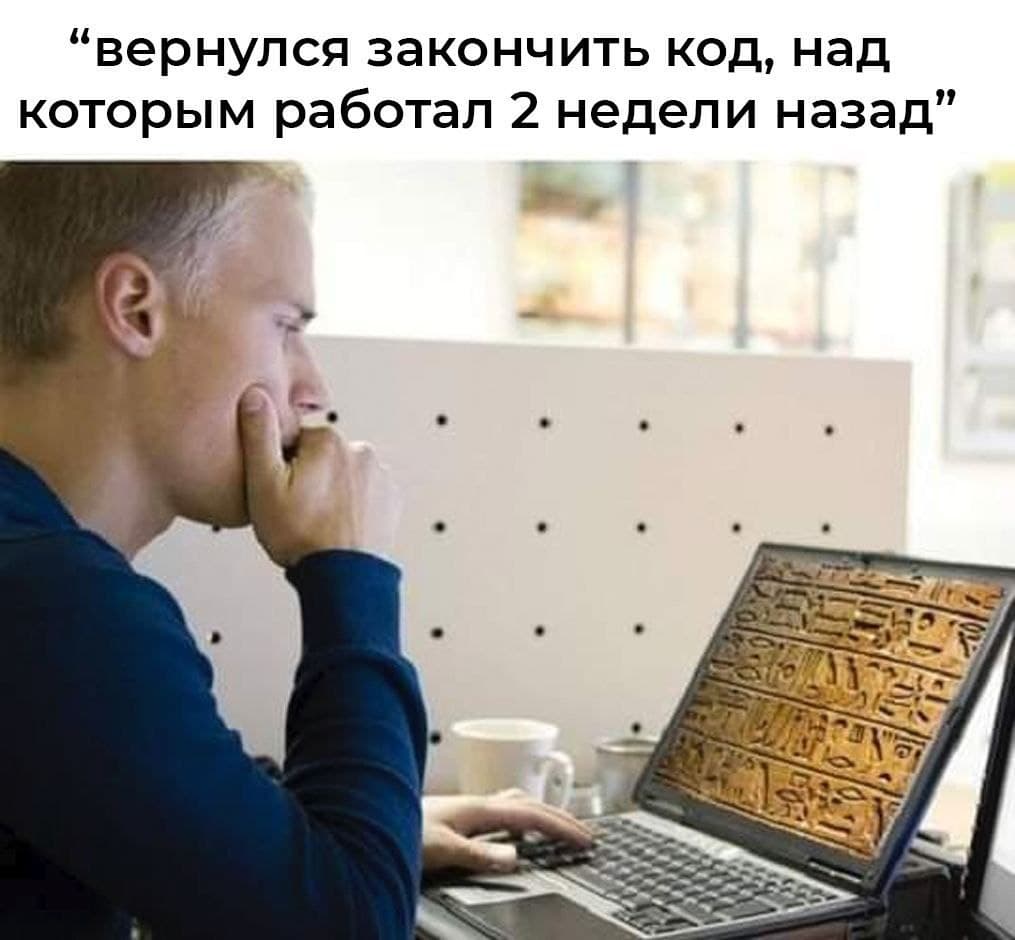 “вернулся закончить код, над
которым работал 2 недели назад”